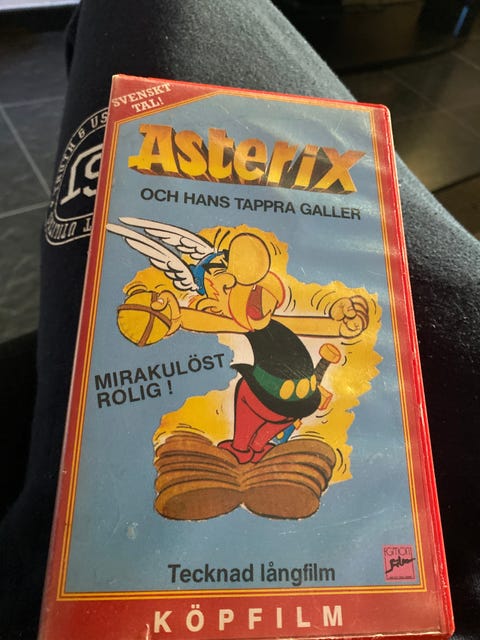 SVENSKT
TAL!
Asterix
OCH HANS TAPPRA GALLER
MIRAKULÖST
ROLIG !
Tecknad långfilm
KÖPFILM